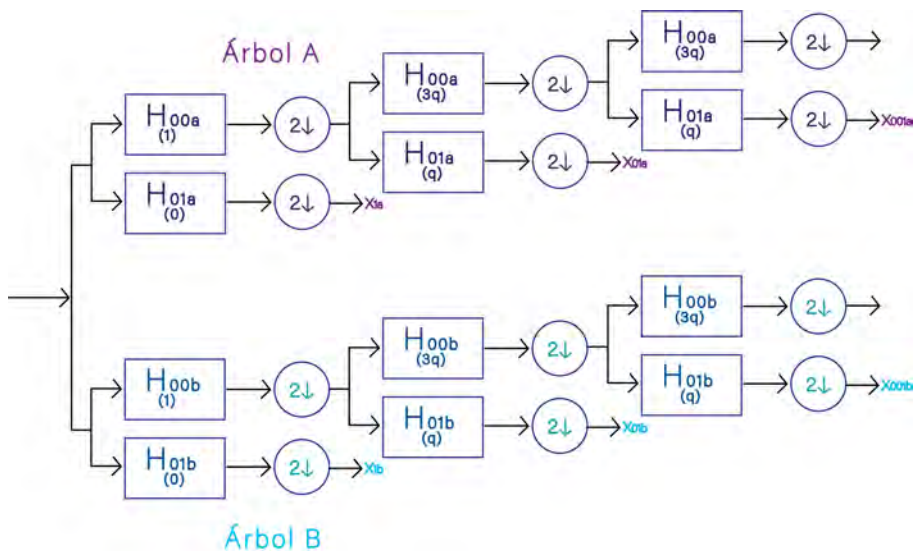 Árbol A
H00a
(1)
2↓
H00a
(3q)
2↓
H00a
(3q)
2↓
H01a
(q)
2↓
X001a
H01a
(q)
2↓
X01a
H01a
(0)
2↓
X1a
H00b
(1)
2↓
H00b
(3q)
2↓
H00b
(3q)
2↓
H01b
(q)
2↓
X001b
H01b
(q)
2↓
X01b
H01b
(0)
2↓
X1b
Árbol B